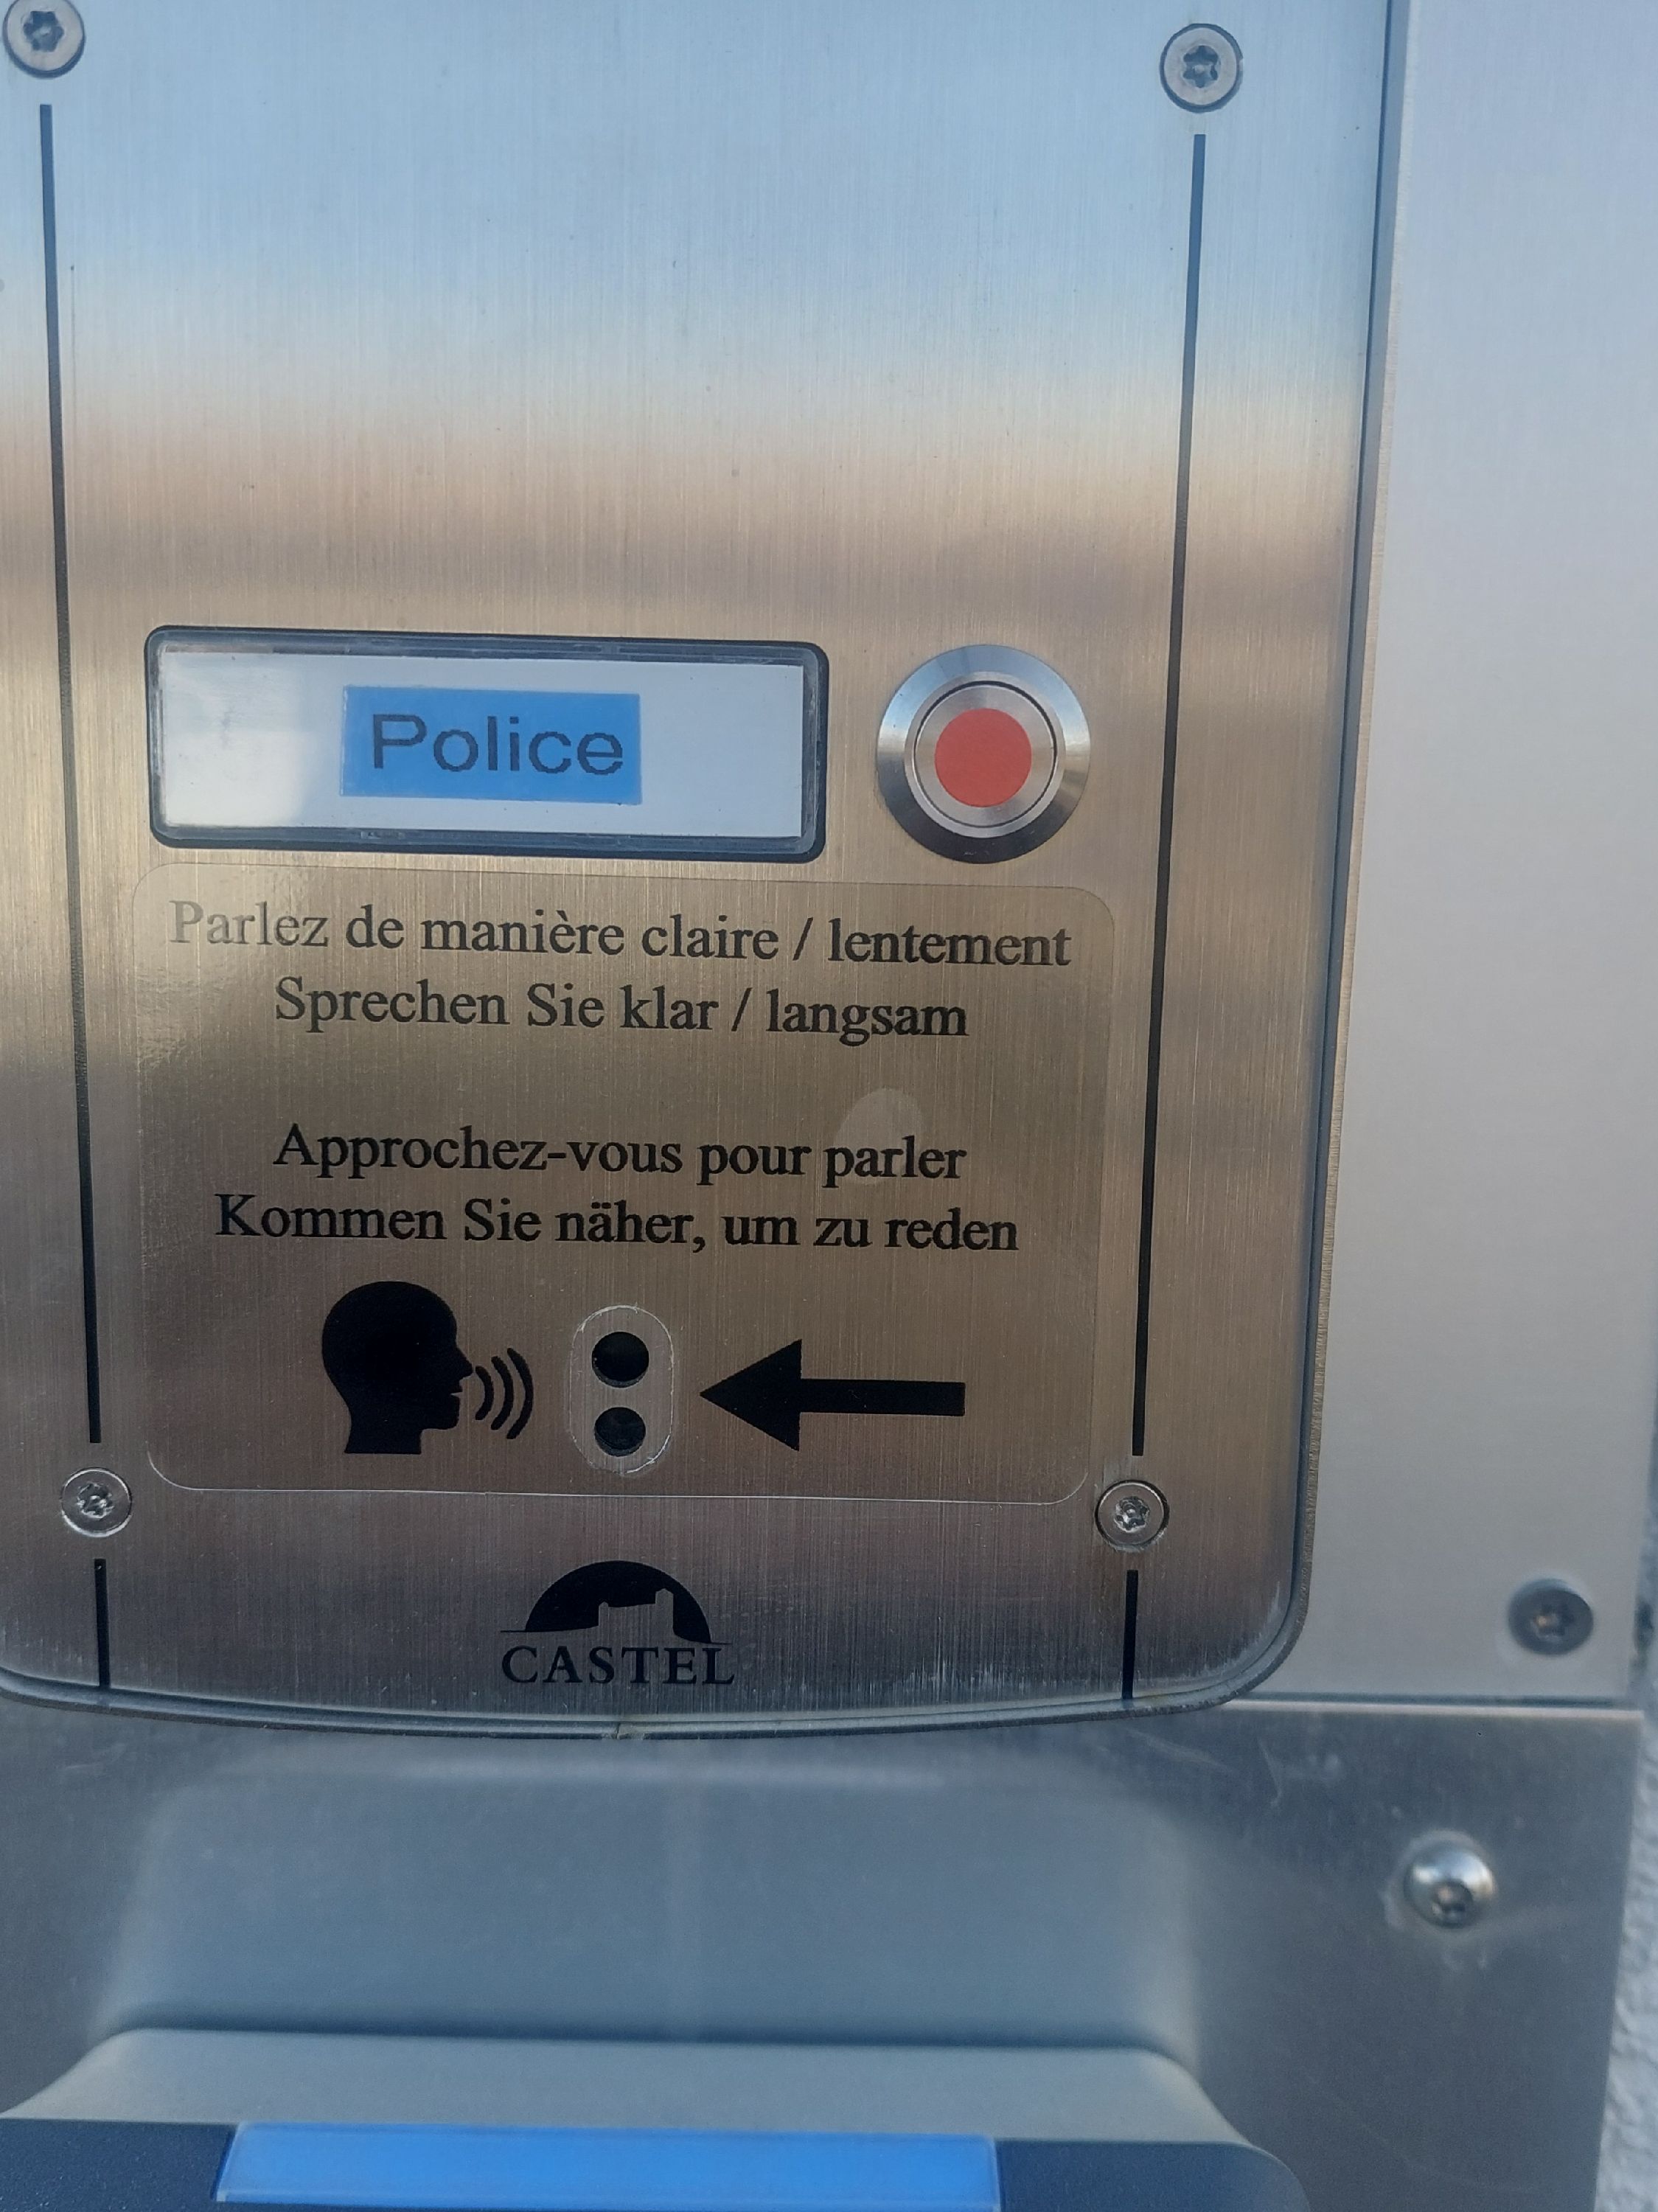 Police
Parlez de manière claire / lentement
Sprechen Sie klar / langsam
Approchez-vous pour parler
Kommen Sie näher, um zu reden
CASTEL